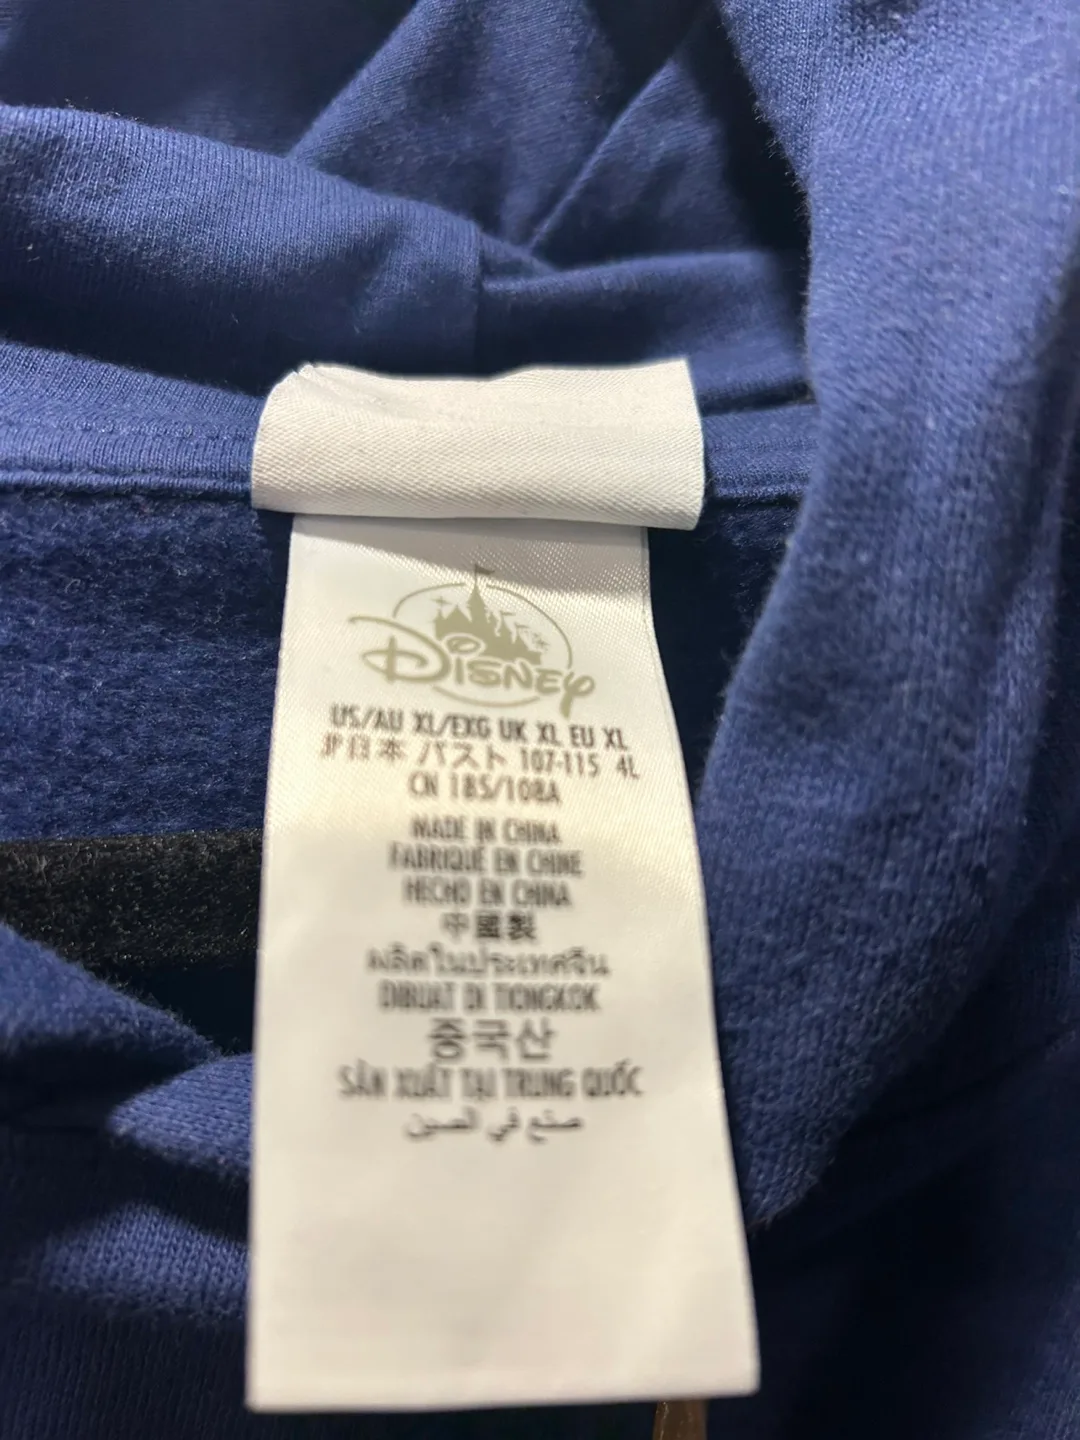 Disney
US/AU XL/EXG UK XL EU XL
JP 日本 バスト 107-115 4L
CN 185/108A
MADE IN CHINA
FABRIQUÉ EN CHINE
HECHO EN CHINA
中國製
ผลิตในประเทศจีน
DIBUAT DI TIONGKOK
중국산
SẢN XUẤT TẠI TRUNG QUỐC
صنع في الصين